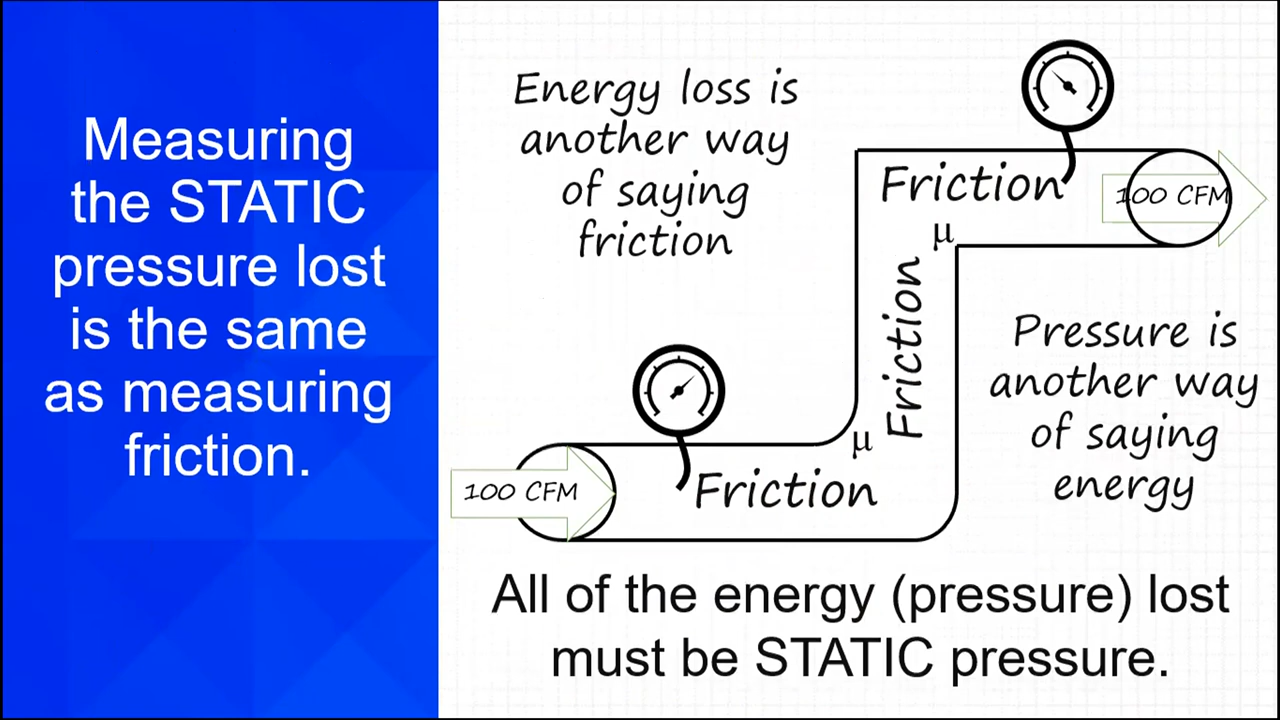 Measuring
the STATIC
pressure lost
is the same
as measuring
friction.
Energy loss is
another way
of saying
friction
Friction
100 CFM
µ
Friction
Pressure is
another way
of saying
energy
µ
100 CFM
Friction
All of the energy (pressure) lost
must be STATIC pressure.